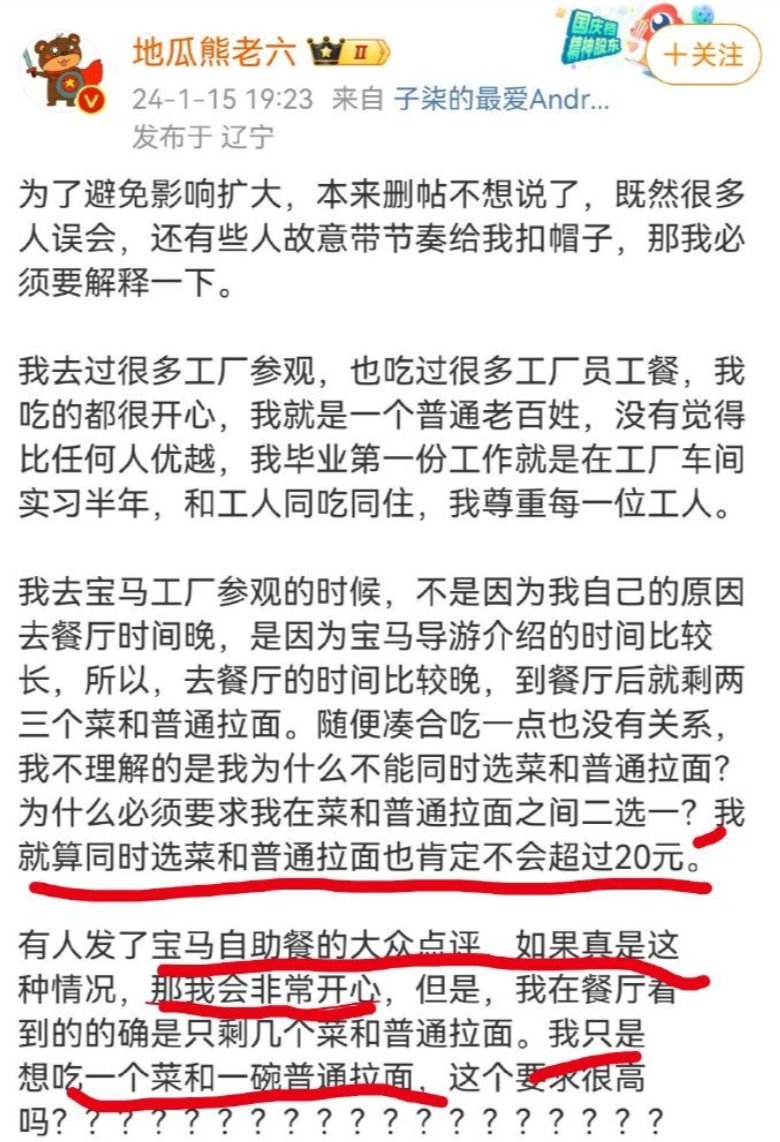 地瓜熊老六
II
国庆档
精神股东
+关注
V
24-1-15 19:23 来自 子柒的最爱Andr...
发布于 辽宁
为了避免影响扩大，本来删帖不想说了，既然很多
人误会，还有些人故意带节奏给我扣帽子，那我必
须要解释一下。
我去过很多工厂参观，也吃过很多工厂员工餐，我
吃的都很开心，我就是一个普通老百姓，没有觉得
比任何人优越，我毕业第一份工作就是在工厂车间
实习半年，和工人同吃同住，我尊重每一位工人。
我去宝马工厂参观的时候，不是因为我自己的原因
去餐厅时间晚，是因为宝马导游介绍的时间比较
长，所以，去餐厅的时间比较晚，到餐厅后就剩两
三个菜和普通拉面。随便凑合吃一点也没有关系，
我不理解的是我为什么不能同时选菜和普通拉面？
为什么必须要求我在菜和普通拉面之间二选一？我
就算同时选菜和普通拉面也肯定不会超过20元。
有人发了宝马自助餐的大众点评，如果真是这
种情况，那我会非常开心，但是，我在餐厅看
到的的确是只剩几个菜和普通拉面。我只是
想吃一个菜和一碗普通拉面，这个要求很高
吗？？？？？？？？？？？？？？？？？？？